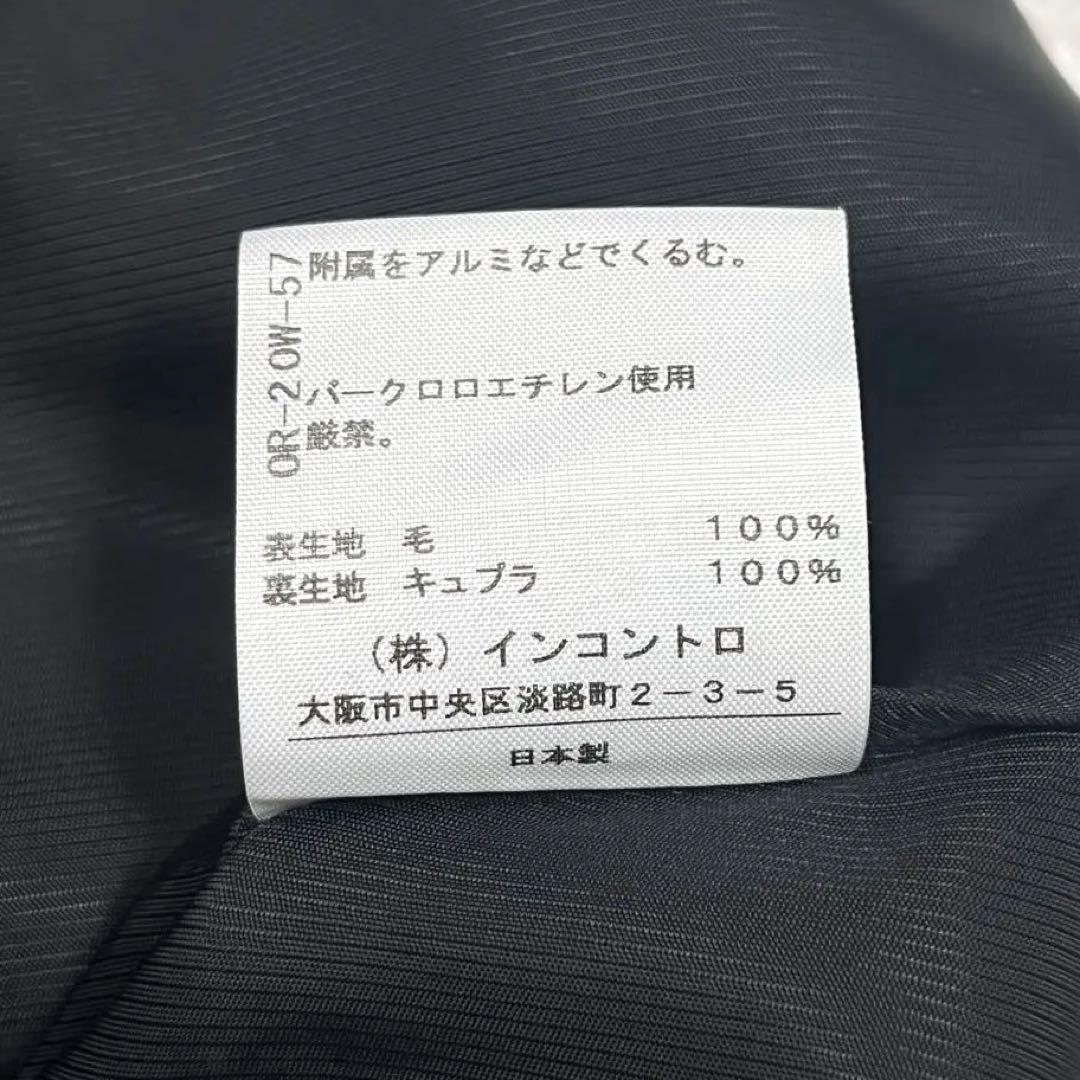 OR-20W-57
附属をアルミなどでくるむ。
パークロロエチレン使用
厳禁。
表生地 毛 100%
裏生地 キュプラ 100%
(株)インコントロ
大阪市中央区淡路町2-3-5
日本製